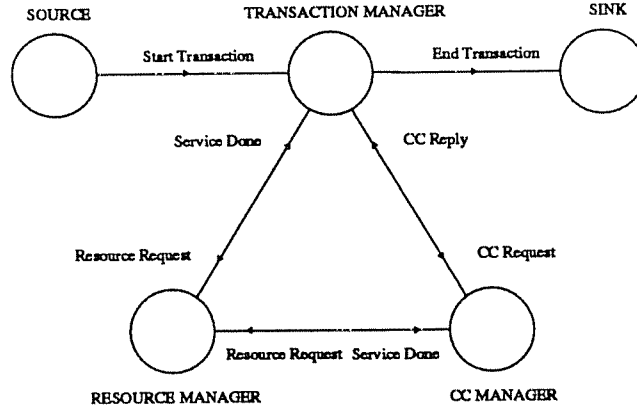 SOURCE
TRANSACTION MANAGER
SINK
Start Transaction
End Transaction
Service Done
CC Reply
Resource Request
CC Request
Resource Request
Service Done
RESOURCE MANAGER
CC MANAGER